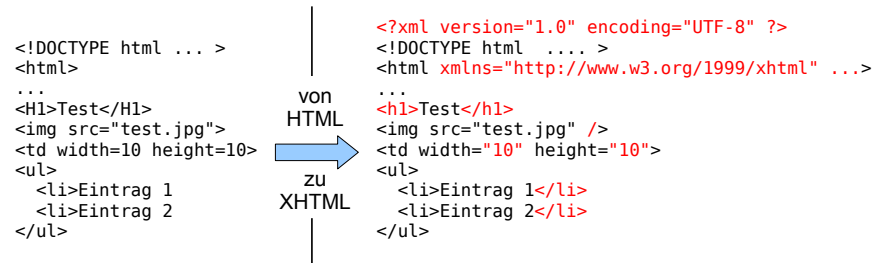 <!DOCTYPE html ... >
<html>
...
<H1>Test</H1>
<img src="test.jpg">
<td width=10 height=10>
<ul>
  <li>Eintrag 1
  <li>Eintrag 2
</ul>
von
HTML
zu
XHTML
<?xml version="1.0" encoding="UTF-8" ?>
<!DOCTYPE html  .... >
<html xmlns="http://www.w3.org/1999/xhtml" ...>
...
<h1>Test</h1>
<img src="test.jpg" />
<td width="10" height="10">
<ul>
  <li>Eintrag 1</li>
  <li>Eintrag 2</li>
</ul>